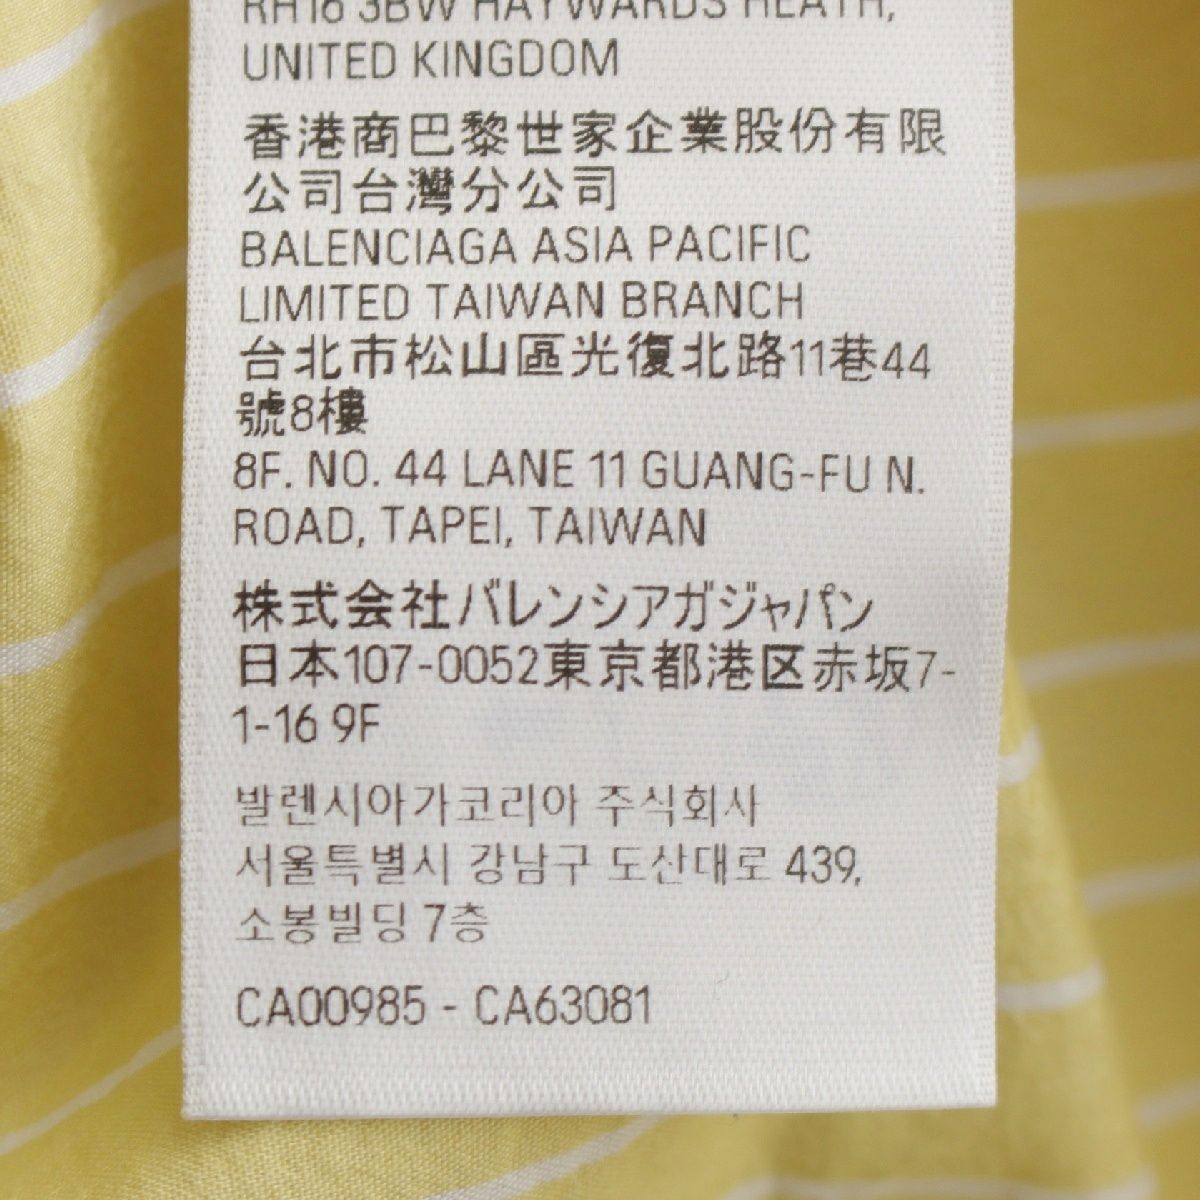 RH16 3BW HAYWARDS HEATH,
UNITED KINGDOM
香港商巴黎世家企業股份有限
公司台灣分公司
BALENCIAGA ASIA PACIFIC
LIMITED TAIWAN BRANCH
台北市松山區光復北路11巷44
號8樓
8F. NO. 44 LANE 11 GUANG-FU N.
ROAD, TAPEI, TAIWAN
株式会社バレンシアガジャパン
日本107-0052東京都港区赤坂7-
1-16 9F
발렌시아가코리아 주식회사
서울특별시 강남구 도산대로 439,
소봉빌딩 7층
CA00985 - CA63081